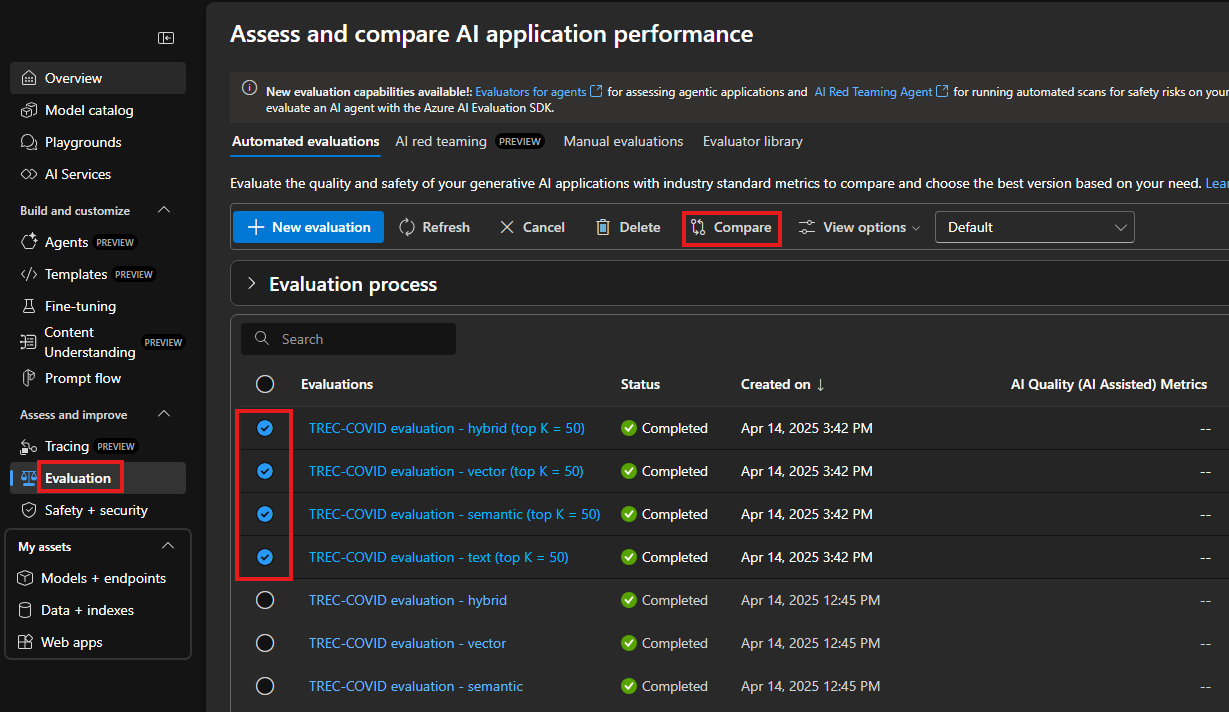 Overview
Model catalog
Playgrounds
AI Services
Build and customize
Agents PREVIEW
Templates PREVIEW
Fine-tuning
Content
Understanding PREVIEW
Prompt flow
Assess and improve
Tracing PREVIEW
Evaluation
Safety + security
My assets
Models + endpoints
Data + indexes
Web apps
Assess and compare AI application performance
New evaluation capabilities available!: Evaluators for agents for assessing agentic applications and AI Red Teaming Agent for running automated scans for safety risks on your
evaluate an AI agent with the Azure AI Evaluation SDK.
Automated evaluations AI red teaming PREVIEW Manual evaluations Evaluator library
Evaluate the quality and safety of your generative AI applications with industry standard metrics to compare and choose the best version based on your need. Lear
New evaluation Refresh Cancel Delete Compare View options Default
Evaluation process
Search
Evaluations Status Created on ↓ AI Quality (AI Assisted) Metrics
TREC-COVID evaluation - hybrid (top K = 50) Completed Apr 14, 2025 3:42 PM --
TREC-COVID evaluation - vector (top K = 50) Completed Apr 14, 2025 3:42 PM --
TREC-COVID evaluation - semantic (top K = 50) Completed Apr 14, 2025 3:42 PM --
TREC-COVID evaluation - text (top K = 50) Completed Apr 14, 2025 3:42 PM --
TREC-COVID evaluation - hybrid Completed Apr 14, 2025 12:45 PM --
TREC-COVID evaluation - vector Completed Apr 14, 2025 12:45 PM --
TREC-COVID evaluation - semantic Completed Apr 14, 2025 12:45 PM --